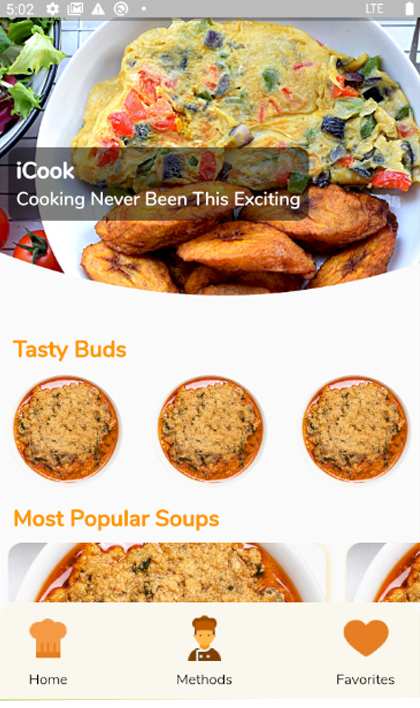 5:02
LTE
iCook
Cooking Never Been This Exciting
Tasty Buds
Most Popular Soups
Home
Methods
Favorites